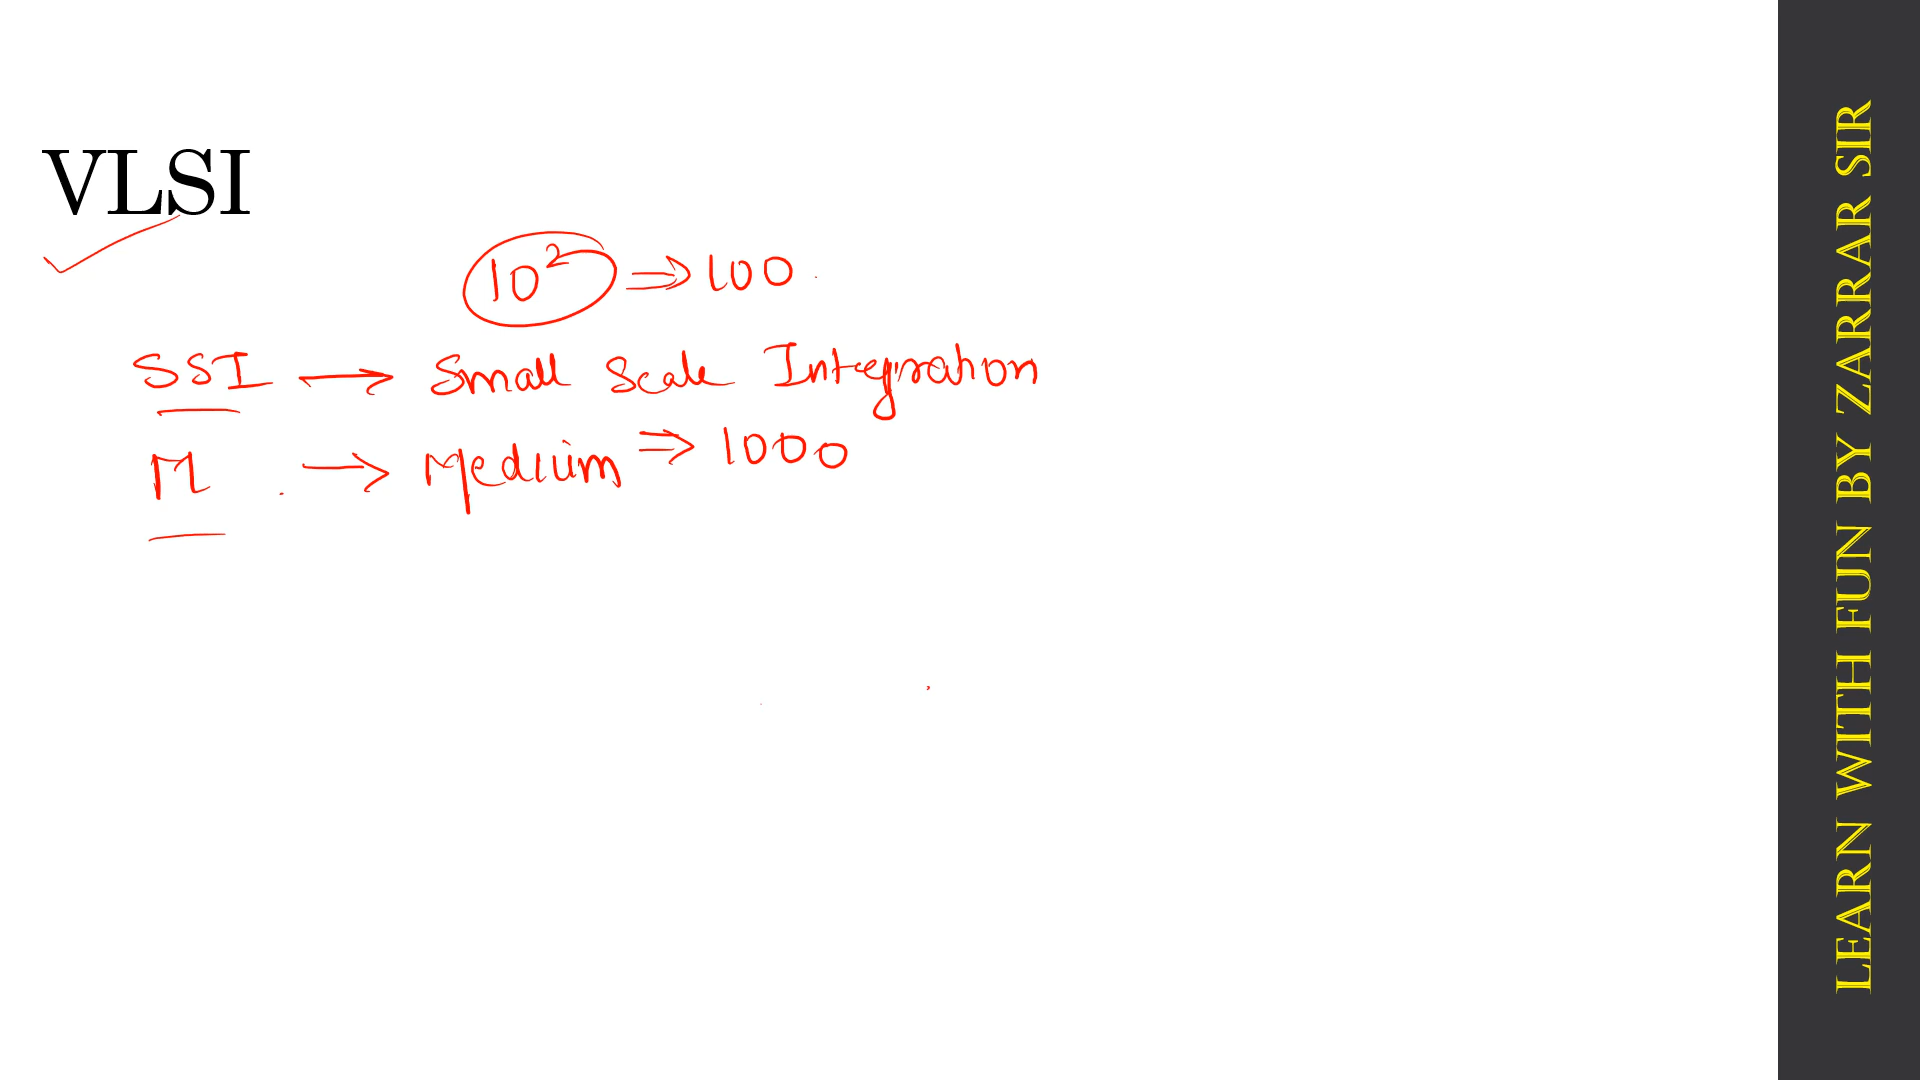 VLSI
10² ⇒ 100
SSI → Small Scale Integration
M → Medium ⇒ 1000
LEARN WITH FUN BY ZARRAR SIR